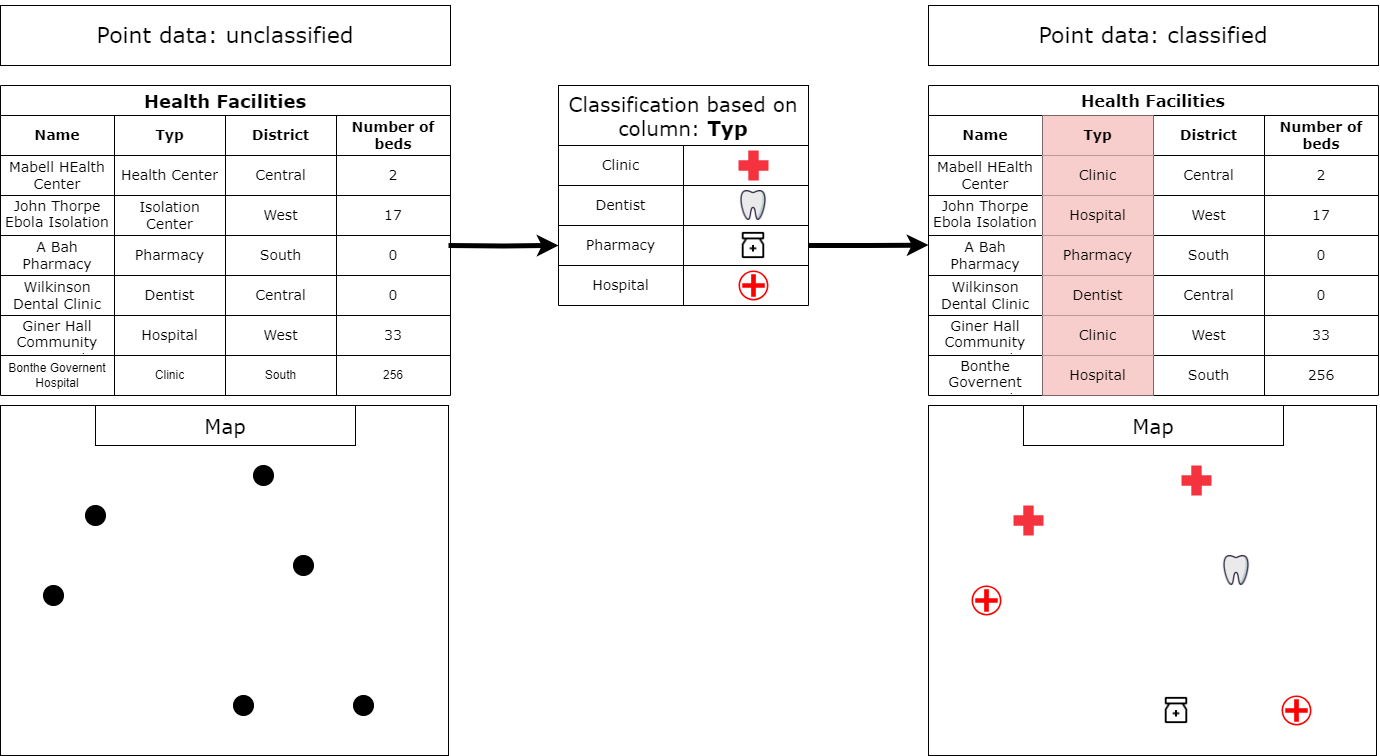 Point data: unclassified
Health Facilities
Name Typ District Number of
beds
Mabell HEalth
Center Health Center Central 2
John Thorpe
Ebola Isolation Isolation
Center West 17
A Bah
Pharmacy Pharmacy South 0
Wilkinson
Dental Clinic Dentist Central 0
Giner Hall
Community Hospital West 33
Bonthe Governent
Hospital Clinic South 256
Map
Classification based on
column: Typ
Clinic
Dentist
Pharmacy
Hospital
Point data: classified
Health Facilities
Name Typ District Number of
beds
Mabell HEalth
Center Clinic Central 2
John Thorpe
Ebola Isolation Hospital West 17
A Bah
Pharmacy Pharmacy South 0
Wilkinson
Dental Clinic Dentist Central 0
Giner Hall
Community Clinic West 33
Bonthe
Governent Hospital South 256
Map